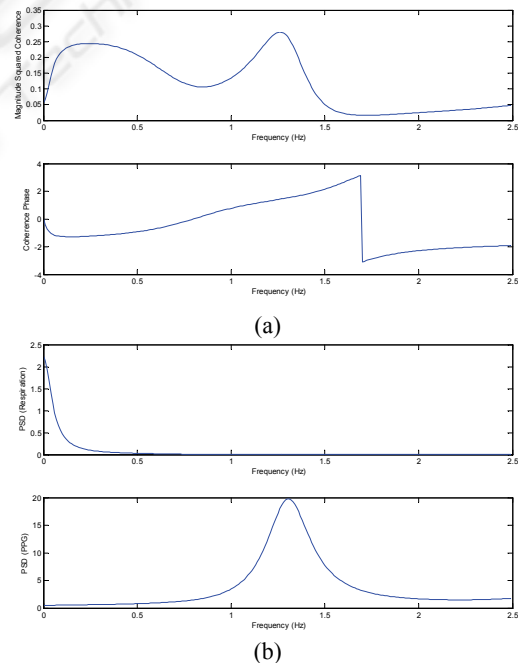 0.35
0.3
0.25
0.2
0.15
0.1
0.05
0
Magnitude Squared Coherence
0 0.5 1 1.5 2 2.5
Frequency (Hz)
4
2
0
-2
-4
Coherence Phase
0 0.5 1 1.5 2 2.5
Frequency (Hz)
(a)
2.5
2
1.5
1
0.5
0
PSD (Respiration)
0 0.5 1 1.5 2 2.5
Frequency (Hz)
20
15
10
5
0
PSD (PPG)
0 0.5 1 1.5 2 2.5
Frequency (Hz)
(b)